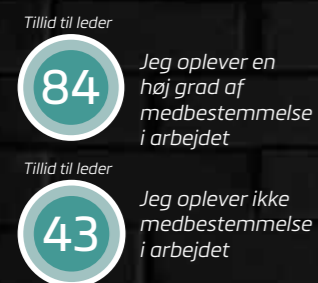 Tillid til leder
84
Jeg oplever en
høj grad af
medbestemmelse
i arbejdet
Tillid til leder
43
Jeg oplever ikke
medbestemmelse
i arbejdet